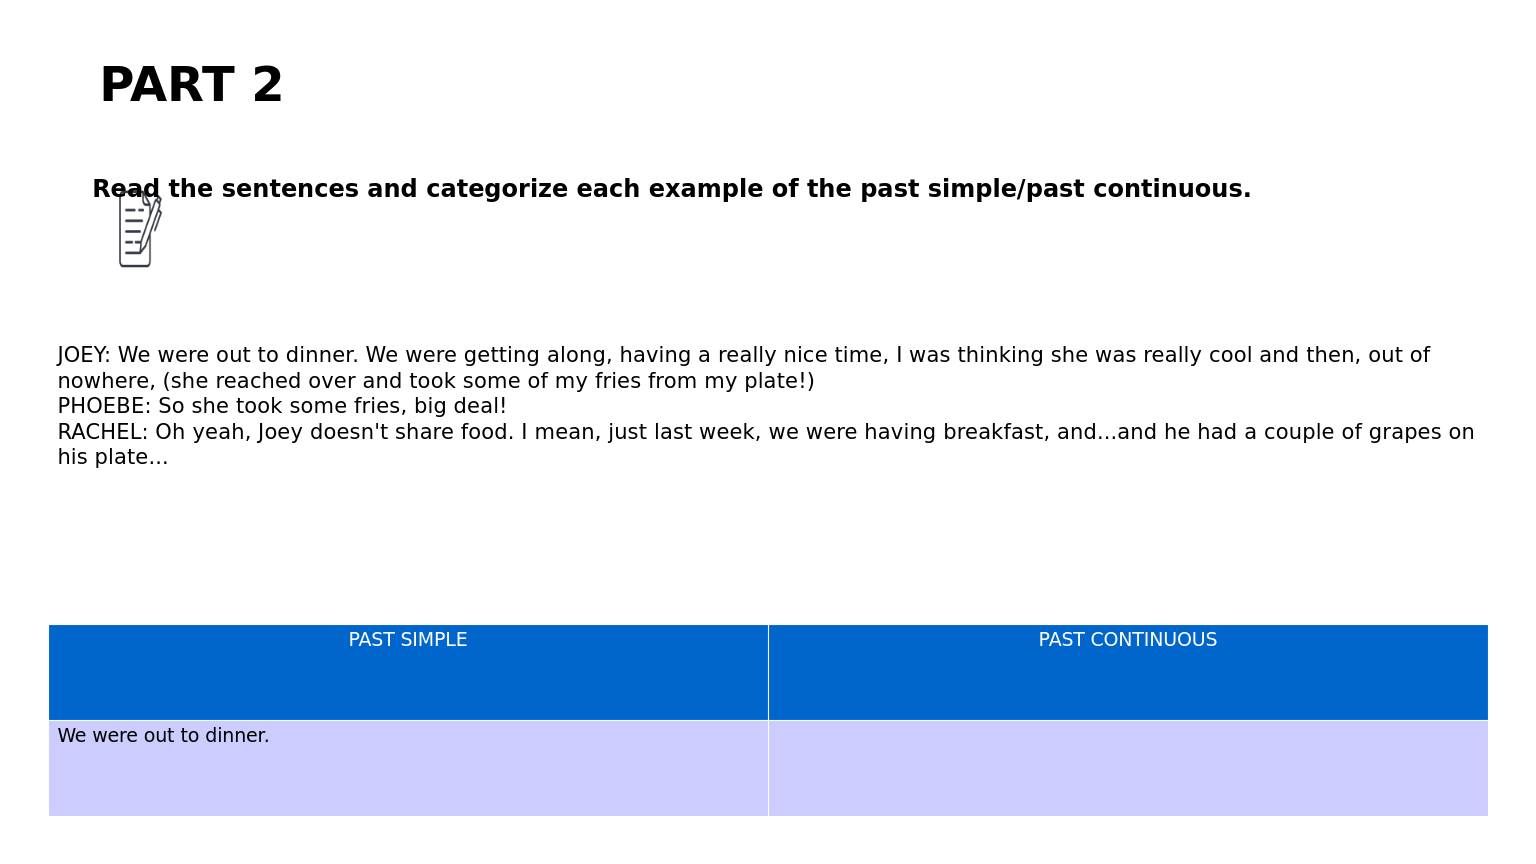 PART 2
Read the sentences and categorize each example of the past simple/past continuous.
JOEY: We were out to dinner. We were getting along, having a really nice time, I was thinking she was really cool and then, out of
nowhere, (she reached over and took some of my fries from my plate!)
PHOEBE: So she took some fries, big deal!
RACHEL: Oh yeah, Joey doesn't share food. I mean, just last week, we were having breakfast, and...and he had a couple of grapes on
his plate...
PAST SIMPLE
PAST CONTINUOUS
We were out to dinner.